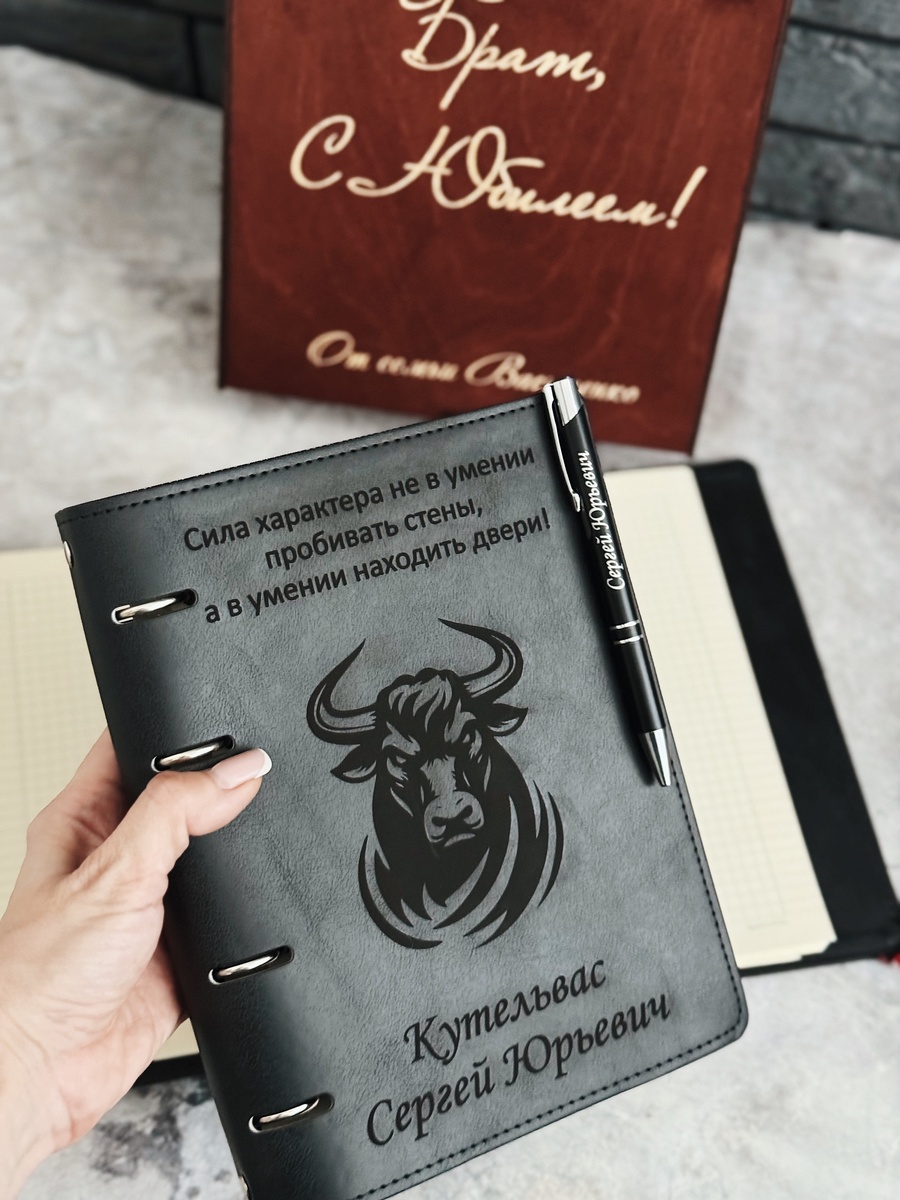 Брат,
С Юбилеем!
От семьи
Сила характера не в умении
пробивать стены,
а в умении находить двери!
Сергей Юрьевич
Кутельвас
Сергей Юрьевич